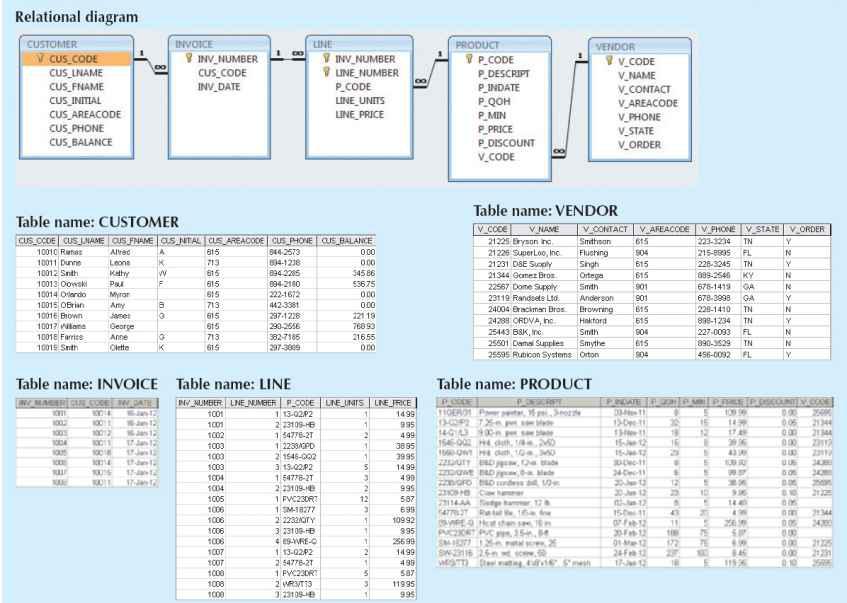 Relational diagram
CUSTOMER
CUS_CODE
CUS_LNAME
CUS_FNAME
CUS_INITIAL
CUS_AREACODE
CUS_PHONE
CUS_BALANCE
1
∞
INVOICE
INV_NUMBER
CUS_CODE
INV_DATE
1
∞
LINE
INV_NUMBER
LINE_NUMBER
P_CODE
LINE_UNITS
LINE_PRICE
∞
1
PRODUCT
P_CODE
P_DESCRIPT
P_INDATE
P_QOH
P_MIN
P_PRICE
P_DISCOUNT
V_CODE
∞
1
VENDOR
V_CODE
V_NAME
V_CONTACT
V_AREACODE
V_PHONE
V_STATE
V_ORDER
Table name: CUSTOMER
CUS_CODE CUS_LNAME CUS_FNAME CUS_INITIAL CUS_AREACODE CUS_PHONE CUS_BALANCE
10010 Ramas Alfred A 615 844-2573 0.00
10011 Dunne Leona K 713 894-1238 0.00
10012 Smith Kathy W 615 894-2285 345.86
10013 Olowski Paul F 615 894-2180 536.75
10014 Orlando Myron 615 222-1672 0.00
10015 O'Brian Amy B 713 442-3381 0.00
10016 Brown James G 615 297-1228 221.19
10017 Williams George 615 290-2556 768.93
10018 Farriss Anne G 713 382-7185 216.55
10019 Smith Olette K 615 297-3809 0.00
Table name: VENDOR
V_CODE V_NAME V_CONTACT V_AREACODE V_PHONE V_STATE V_ORDER
21225 Bryson, Inc. Smithson 615 223-3234 TN Y
21226 SuperLoo, Inc. Flushing 904 215-8995 FL N
21231 D&E Supply Singh 615 228-3245 TN Y
21344 Gomez Bros. Ortega 615 889-2546 KY N
22567 Dome Supply Smith 901 678-1419 GA N
23119 Randsets Ltd. Anderson 901 678-3998 GA Y
24004 Brackman Bros. Browning 615 228-1410 TN N
24288 ORDVA, Inc. Hakford 615 898-1234 TN Y
25443 B&K, Inc. Smith 904 227-0093 FL N
25501 Damal Supplies Smythe 615 890-3529 TN N
25595 Rubicon Systems Orton 904 456-0092 FL Y
Table name: INVOICE
INV_NUMBER CUS_CODE INV_DATE
1001 10014 16-Jan-12
1002 10011 16-Jan-12
1003 10012 16-Jan-12
1004 10011 17-Jan-12
1005 10018 17-Jan-12
1006 10014 17-Jan-12
1007 10015 17-Jan-12
1008 10011 17-Jan-12
Table name: LINE
INV_NUMBER LINE_NUMBER P_CODE LINE_UNITS LINE_PRICE
1001 1 13-Q2/P2 1 14.99
1001 2 23109-HB 1 9.95
1002 1 54778-2T 2 4.99
1003 1 2238/QPD 1 38.95
1003 2 1546-QQ2 1 39.95
1003 3 13-Q2/P2 5 14.99
1004 1 54778-2T 3 4.99
1004 2 23109-HB 2 9.95
1005 1 PVC23DRT 12 5.87
1006 1 SM-18277 3 6.99
1006 2 2232/QTY 1 109.92
1006 3 23109-HB 1 9.95
1006 4 89-WRE-Q 1 256.99
1007 1 13-Q2/P2 2 14.99
1007 2 54778-2T 1 4.99
1008 1 PVC23DRT 5 5.87
1008 2 WR3/TT3 3 119.95
1008 3 23109-HB 1 9.95
Table name: PRODUCT
P_CODE P_DESCRIPT P_INDATE P_QOH P_MIN P_PRICE P_DISCOUNT V_CODE
Power painter, 15 psi., 3-nozzle 03-Nov-11 8 5 109.99 0.00 25595
13-Q2/P2 7.25-in. pwr. saw blade 13-Dec-11 32 15 14.99 0.05 21344
9.00-in. pwr. saw blade 13-Nov-11 18 12 17.49 0.00 21344
1546-QQ2 Hrd. cloth, 1/4-in., 2x50 15-Jan-12 15 8 39.95 0.00 23119
Hrd. cloth, 1/2-in., 3x50 15-Jan-12 23 5 43.99 0.00 23119
2232/QTY B&D jigsaw, 12-in. blade 30-Dec-11 8 5 109.92 0.05 24288
2232/QWE B&D jigsaw, 8-in. blade 24-Dec-11 6 5 99.87 0.05 24288
2238/QPD B&D cordless drill, 1/2-in. 20-Jan-12 12 5 38.95 0.05 25595
23109-HB Claw hammer 20-Jan-12 23 10 9.95 0.10 21225
23114-AA Sledge hammer, 12 lb. 02-Jan-12 8 5 14.40 0.05
54778-2T Rat-tail file, 1/8-in. fine 15-Dec-11 43 20 4.99 0.00 21344
89-WRE-Q Hicut chain saw, 16 in. 07-Feb-12 11 5 256.99 0.05 24288
PVC23DRT PVC pipe, 3.5-in., 8-ft 20-Feb-12 188 75 5.87 0.00
SM-18277 1.25-in. metal screw, 25 01-Mar-12 172 75 6.99 0.00 21225
SW-23116 2.5-in. wd. screw, 50 24-Feb-12 237 100 8.45 0.00 21231
WR3/TT3 Steel matting, 4'x8'x1/6", .5" mesh 17-Jan-12 18 5 119.95 0.10 25595